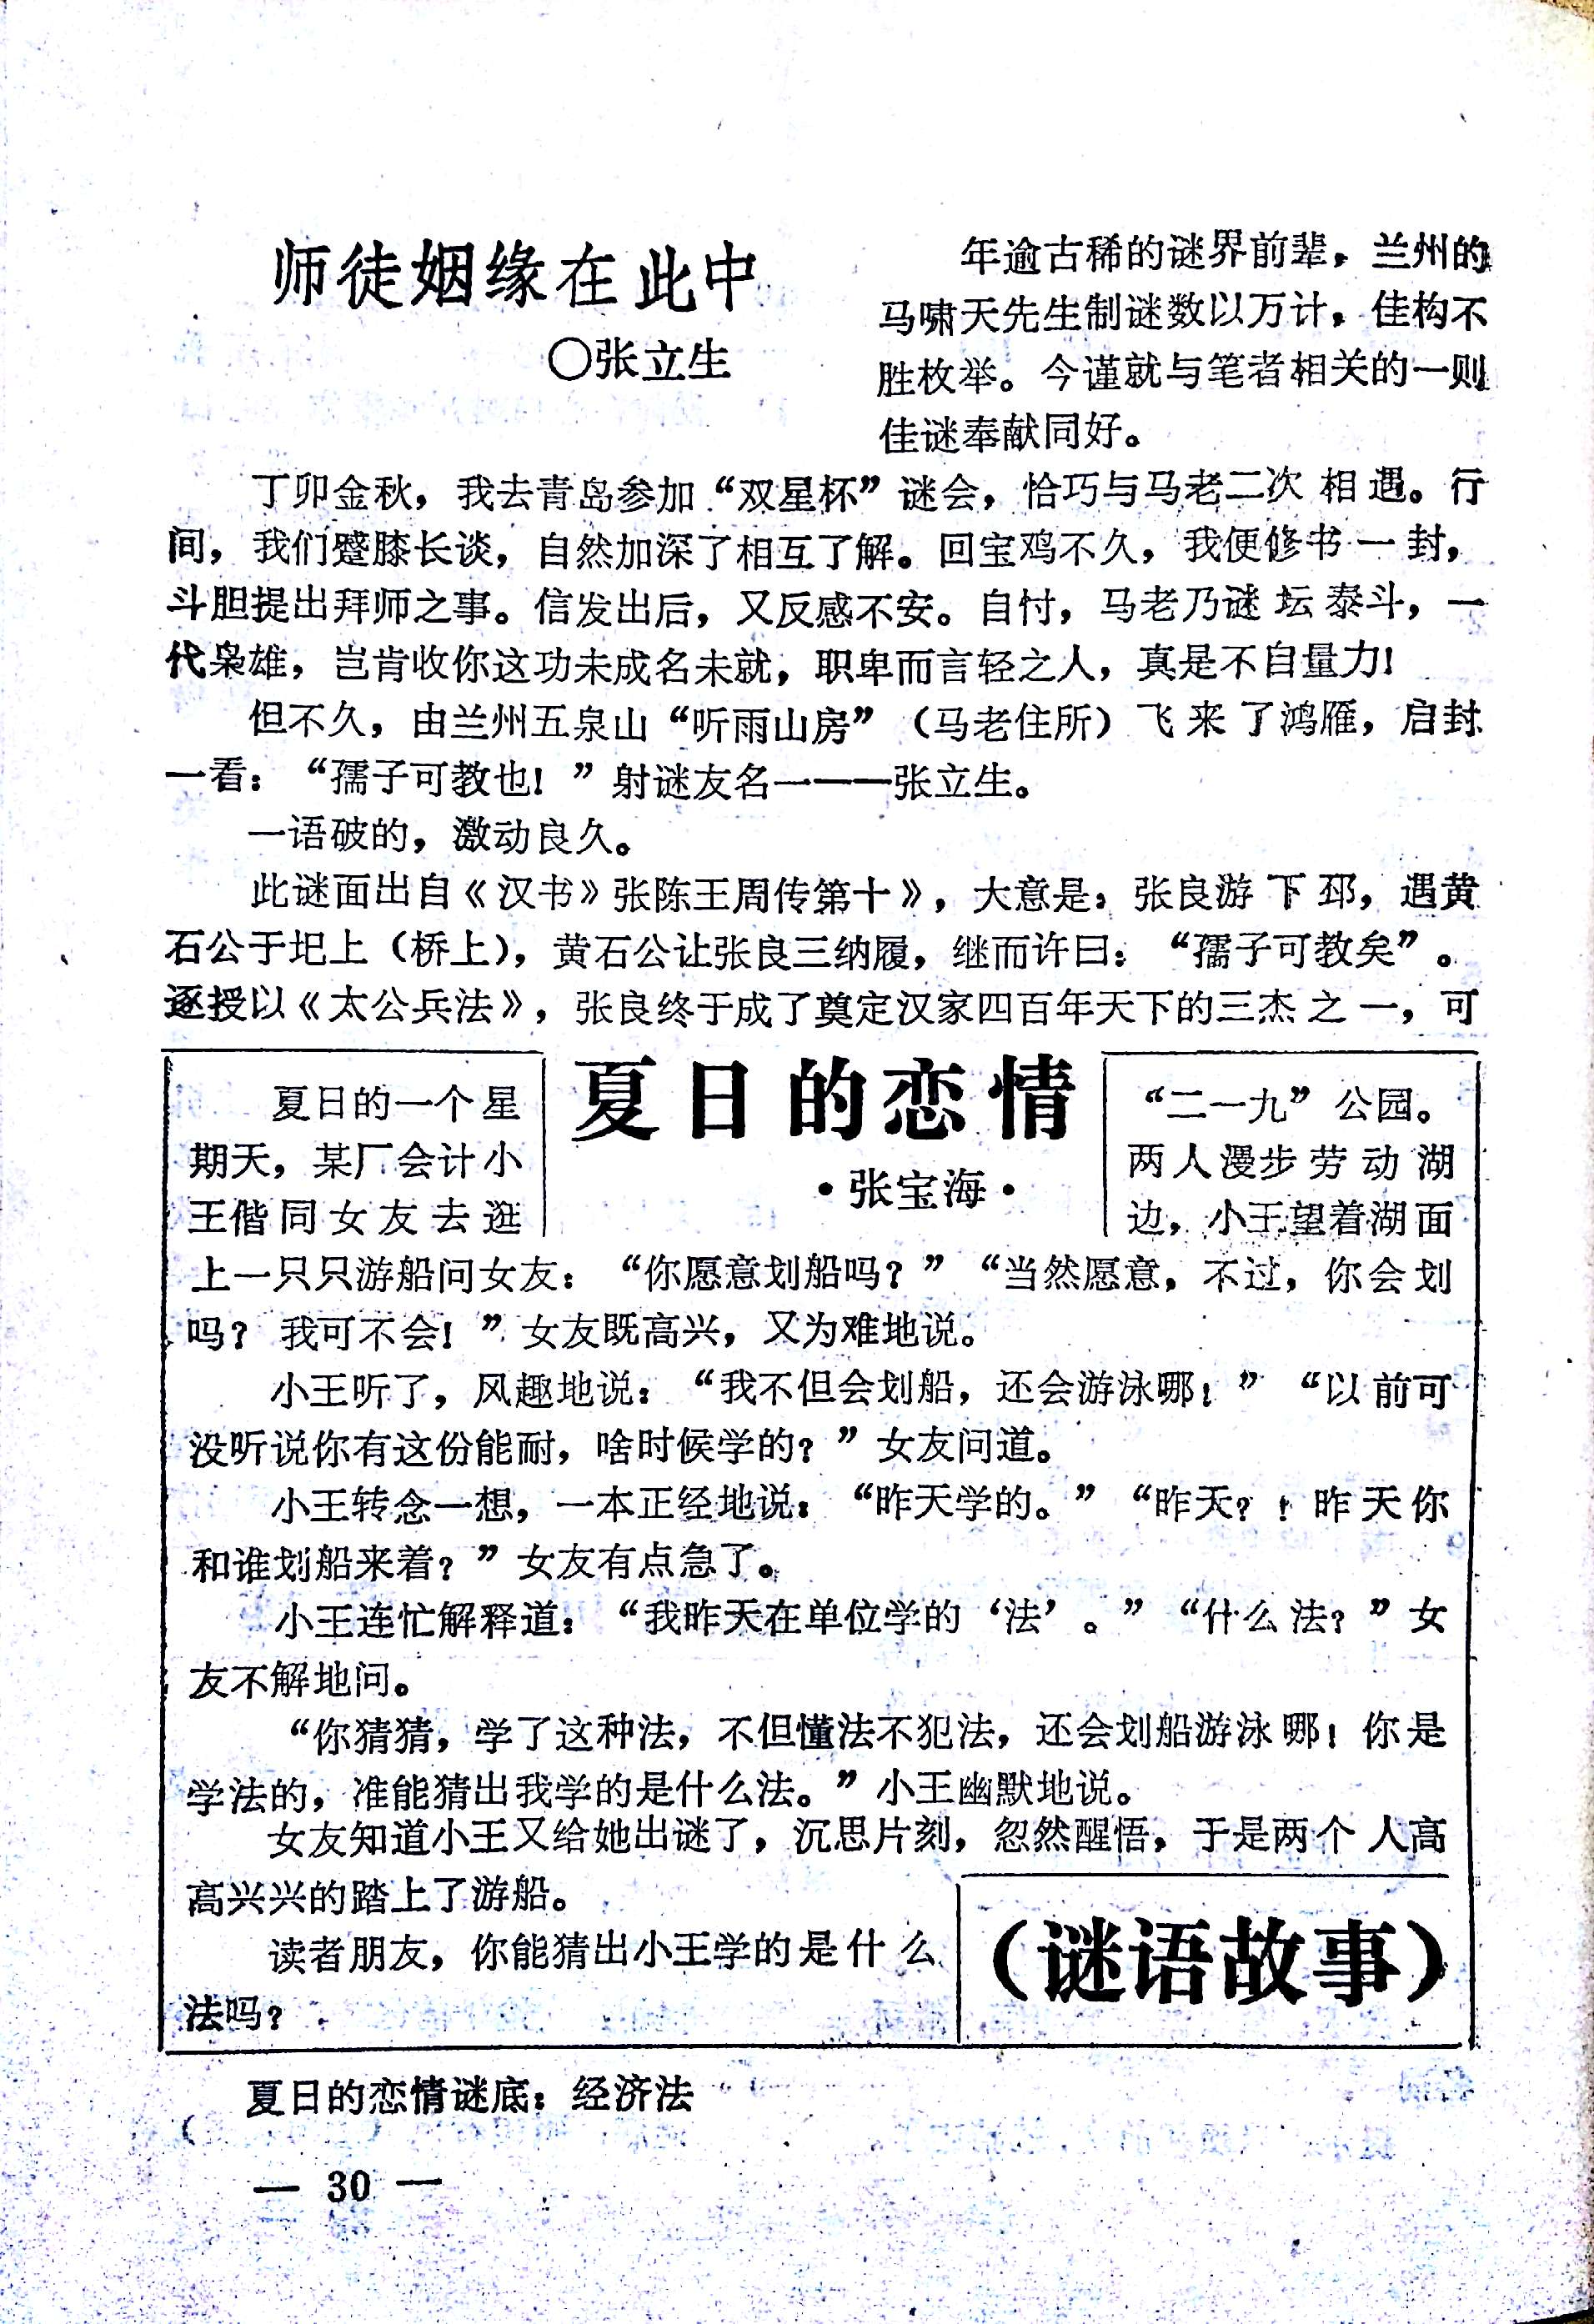 师徒姻缘在此中
〇张立生
年逾古稀的谜界前辈，兰州的
马啸天先生制谜数以万计，佳构不
胜枚举。今谨就与笔者相关的一则
佳谜奉献同好。
丁卯金秋，我去青岛参加“双星杯”谜会，恰巧与马老二次相遇。行
间，我们蹙膝长谈，自然加深了相互了解。回宝鸡不久，我便修书一封，
斗胆提出拜师之事。信发出后，又反感不安。自忖，马老乃谜坛泰斗，一
代枭雄，岂肯收你这功未成名未就，职卑而言轻之人，真是不自量力！
但不久，由兰州五泉山“听雨山房”（马老住所）飞来了鸿雁，启封
一看：“孺子可教也！”射谜友名一——张立生。
一语破的，激动良久。
此谜面出自《汉书》张陈王周传第十》，大意是：张良游下邳，遇黄
石公于圯上（桥上），黄石公让张良三纳履，继而许曰：“孺子可教矣”。
逐授以《太公兵法》，张良终于成了奠定汉家四百年天下的三杰之一，可
夏日的恋情
·张宝海·
夏日的一个星
期天，某厂会计小
王偕同女友去逛
“二一九”公园。
两人漫步劳动湖
边，小王望着湖面
上一只只游船问女友：“你愿意划船吗？”“当然愿意，不过，你会划
吗？我可不会！”女友既高兴，又为难地说。
小王听了，风趣地说：“我不但会划船，还会游泳哪！”“以前可
没听说你有这份能耐，啥时候学的？”女友问道。
小王转念一想，一本正经地说：“昨天学的。”“昨天？！昨天你
和谁划船来着？”女友有点急了。
小王连忙解释道：“我昨天在单位学的‘法’。”“什么法？”女
友不解地问。
“你猜猜，学了这种法，不但懂法不犯法，还会划船游泳哪！你是
学法的，准能猜出我学的是什么法。”小王幽默地说。
女友知道小王又给她出谜了，沉思片刻，忽然醒悟，于是两个人高
高兴兴的踏上了游船。
读者朋友，你能猜出小王学的是什么
法吗？
（谜语故事）
夏日的恋情谜底：经济法
— 30 —